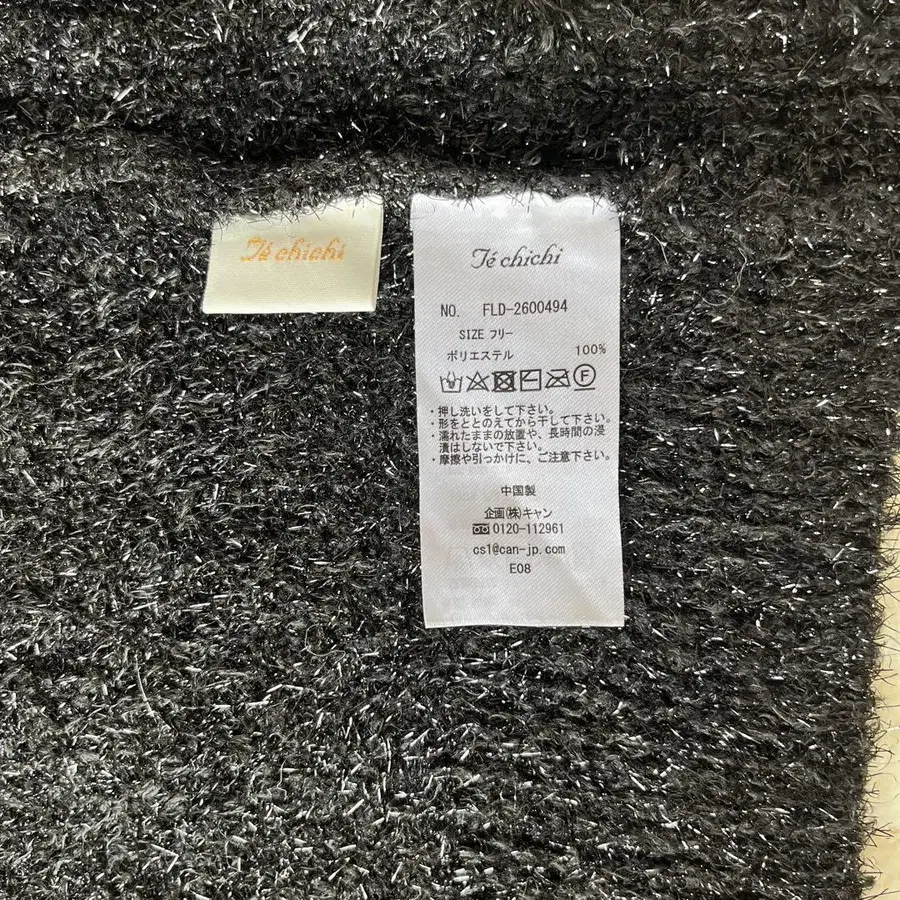 Té chichi
Té chichi
NO. FLD-2600494
SIZE フリー
ポリエステル 100%
F
・押し洗いをして下さい。
・形をととのえてから干して下さい。
・濡れたままの放置や、長時間の浸
漬はしないで下さい。
・摩擦や引っかけに、ご注意下さい。
中国製
企画(株)キャン
0120-112961
cs1@can-jp.com
E08